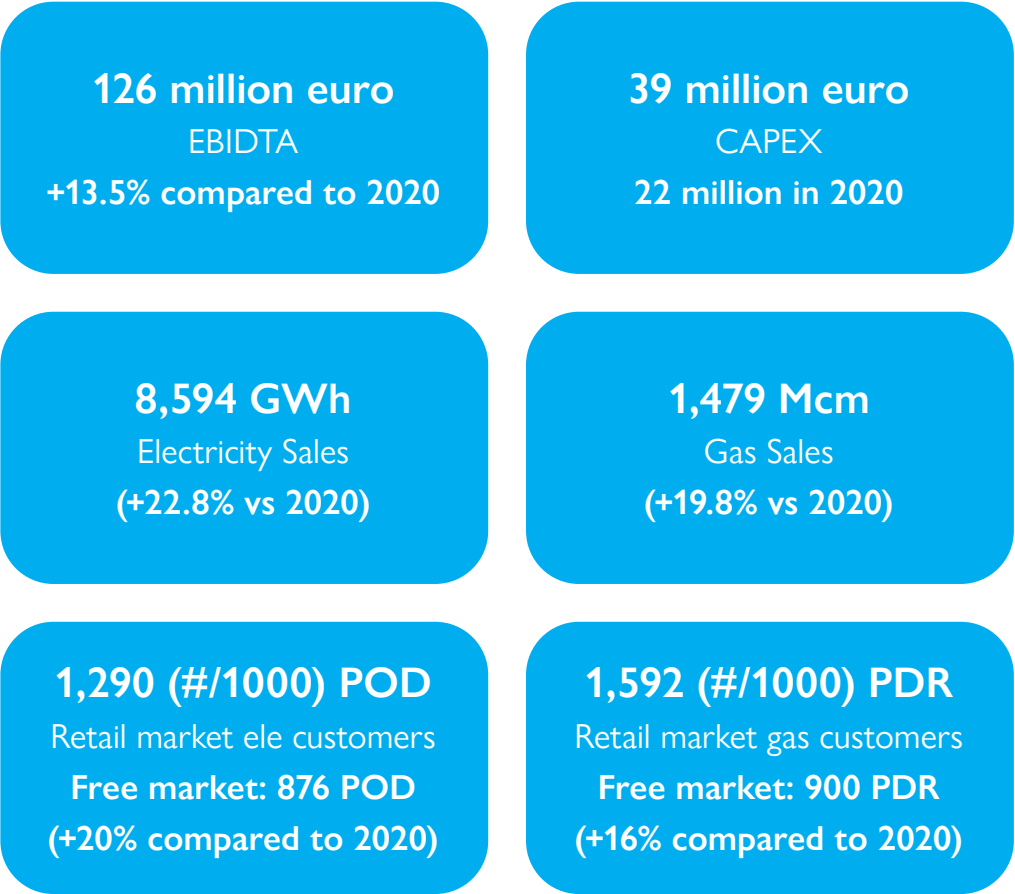 126 million euro
EBIDTA
+13.5% compared to 2020
39 million euro
CAPEX
22 million in 2020
8,594 GWh
Electricity Sales
(+22.8% vs 2020)
1,479 Mcm
Gas Sales
(+19.8% vs 2020)
1,290 (#/1000) POD
Retail market ele customers
Free market: 876 POD
(+20% compared to 2020)
1,592 (#/1000) PDR
Retail market gas customers
Free market: 900 PDR
(+16% compared to 2020)